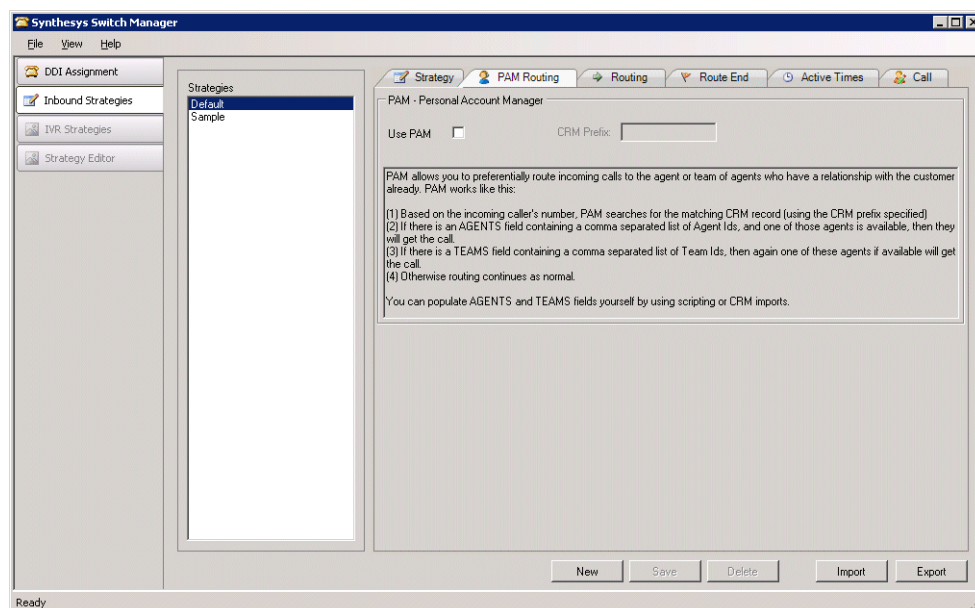 Synthesys Switch Manager
File View Help
DDI Assignment
Inbound Strategies
IVR Strategies
Strategy Editor
Strategies
Default
Sample
Strategy PAM Routing Routing Route End Active Times Call
PAM - Personal Account Manager
Use PAM CRM Prefix:
PAM allows you to preferentially route incoming calls to the agent or team of agents who have a relationship with the customer
already. PAM works like this:
(1) Based on the incoming caller's number, PAM searches for the matching CRM record (using the CRM prefix specified)
(2) If there is an AGENTS field containing a comma separated list of Agent Ids, and one of those agents is available, then they
will get the call.
(3) If there is a TEAMS field containing a comma separated list of Team Ids, then again one of these agents if available will get
the call.
(4) Otherwise routing continues as normal.
You can populate AGENTS and TEAMS fields yourself by using scripting or CRM imports.
New Save Delete Import Export
Ready